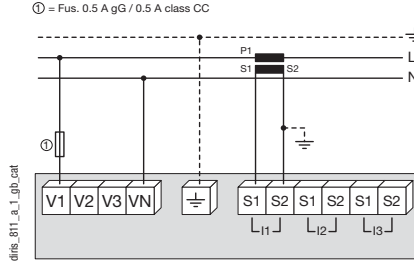 ① = Fus. 0.5 A gG / 0.5 A class CC
P1
L
S1 S2
N
①
V1 V2 V3 VN S1 S2 S1 S2 S1 S2
I1 I2 I3
diris_811_a_1_gb_cat